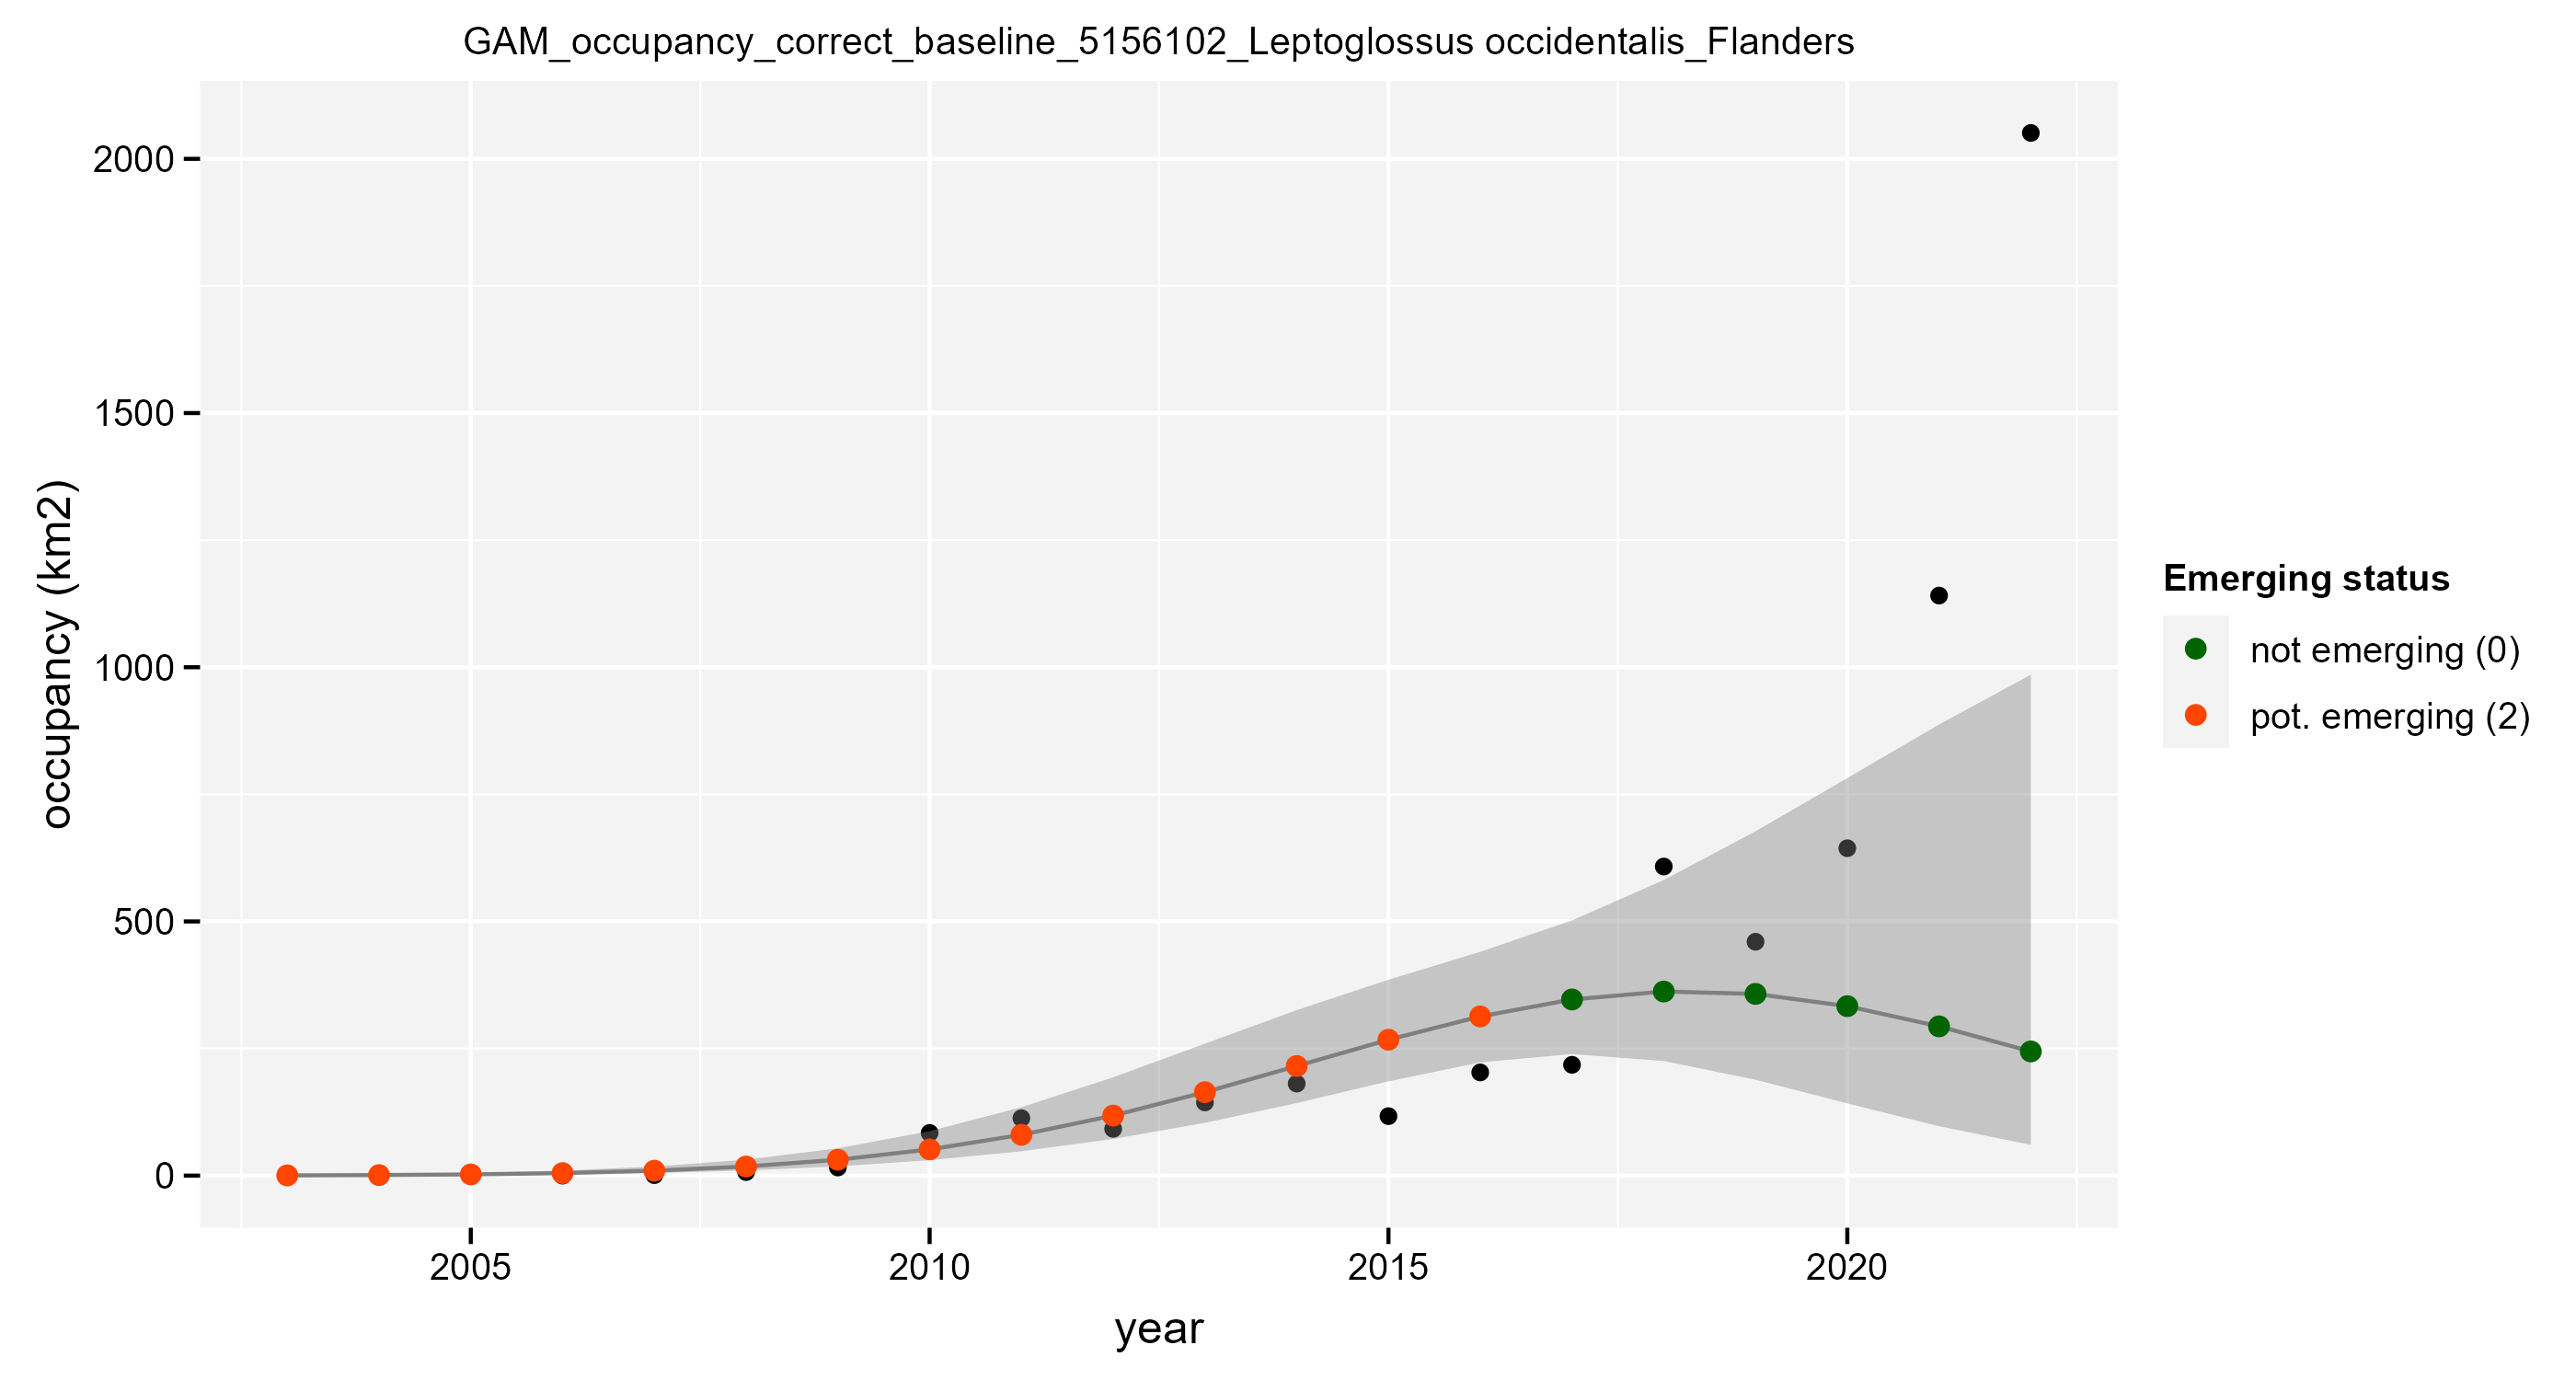 GAM_occupancy_correct_baseline_5156102_Leptoglossus occidentalis_Flanders
2000
1500
1000
500
0
occupancy (km2)
2005
2010
2015
2020
year
Emerging status
not emerging (0)
pot. emerging (2)